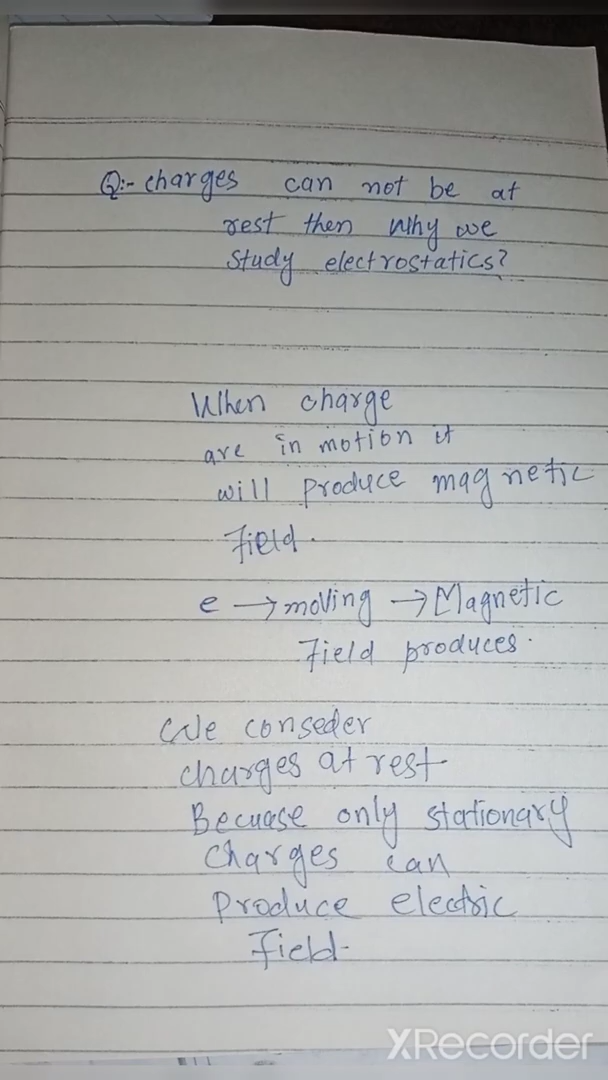 Q:- charges can not be at
rest then why we
study electrostatics?
When charge
are in motion it
will produce magnetic
Field.
e → moving → Magnetic
Field produces.
We conseder
charges at rest
Becuase only stationary
charges can
produce electric
Field-
XRecorder